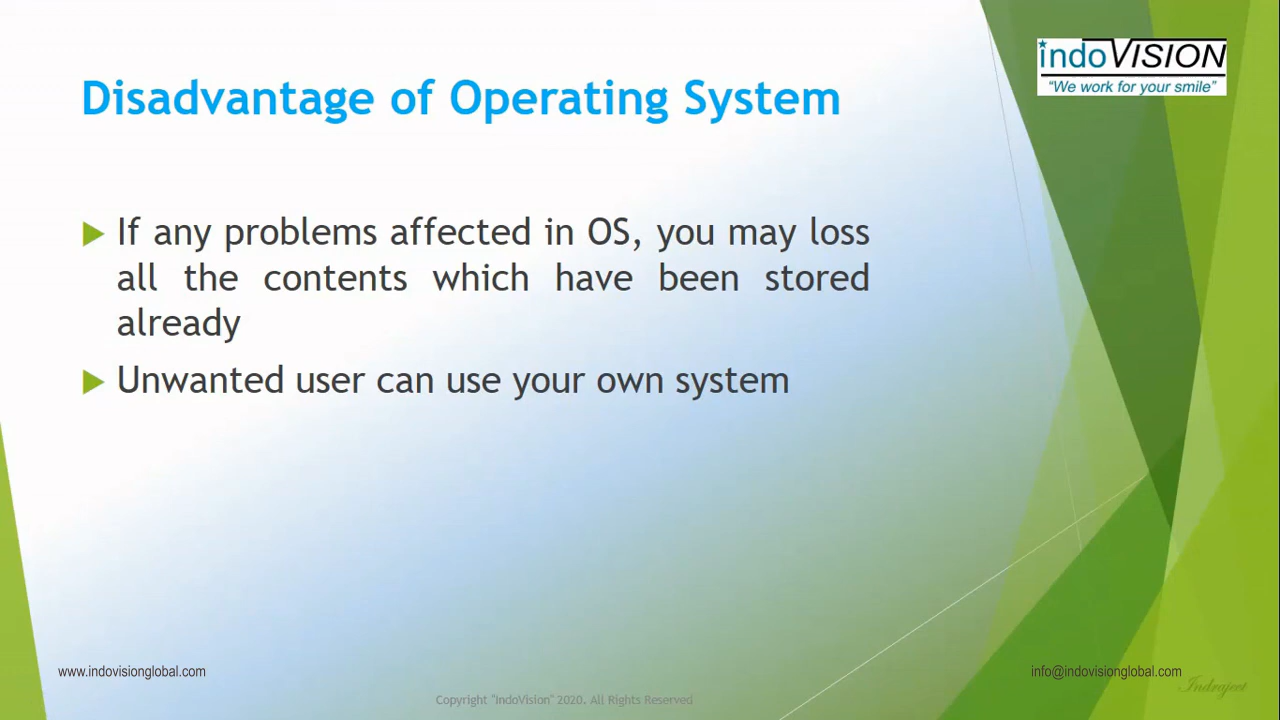 indoVISION
"We work for your smile"
Disadvantage of Operating System
If any problems affected in OS, you may loss
all the contents which have been stored
already
Unwanted user can use your own system
www.indovisionglobal.com
info@indovisionglobal.com
Indrajeet
Copyright "IndoVision" 2020. All Rights Reserved